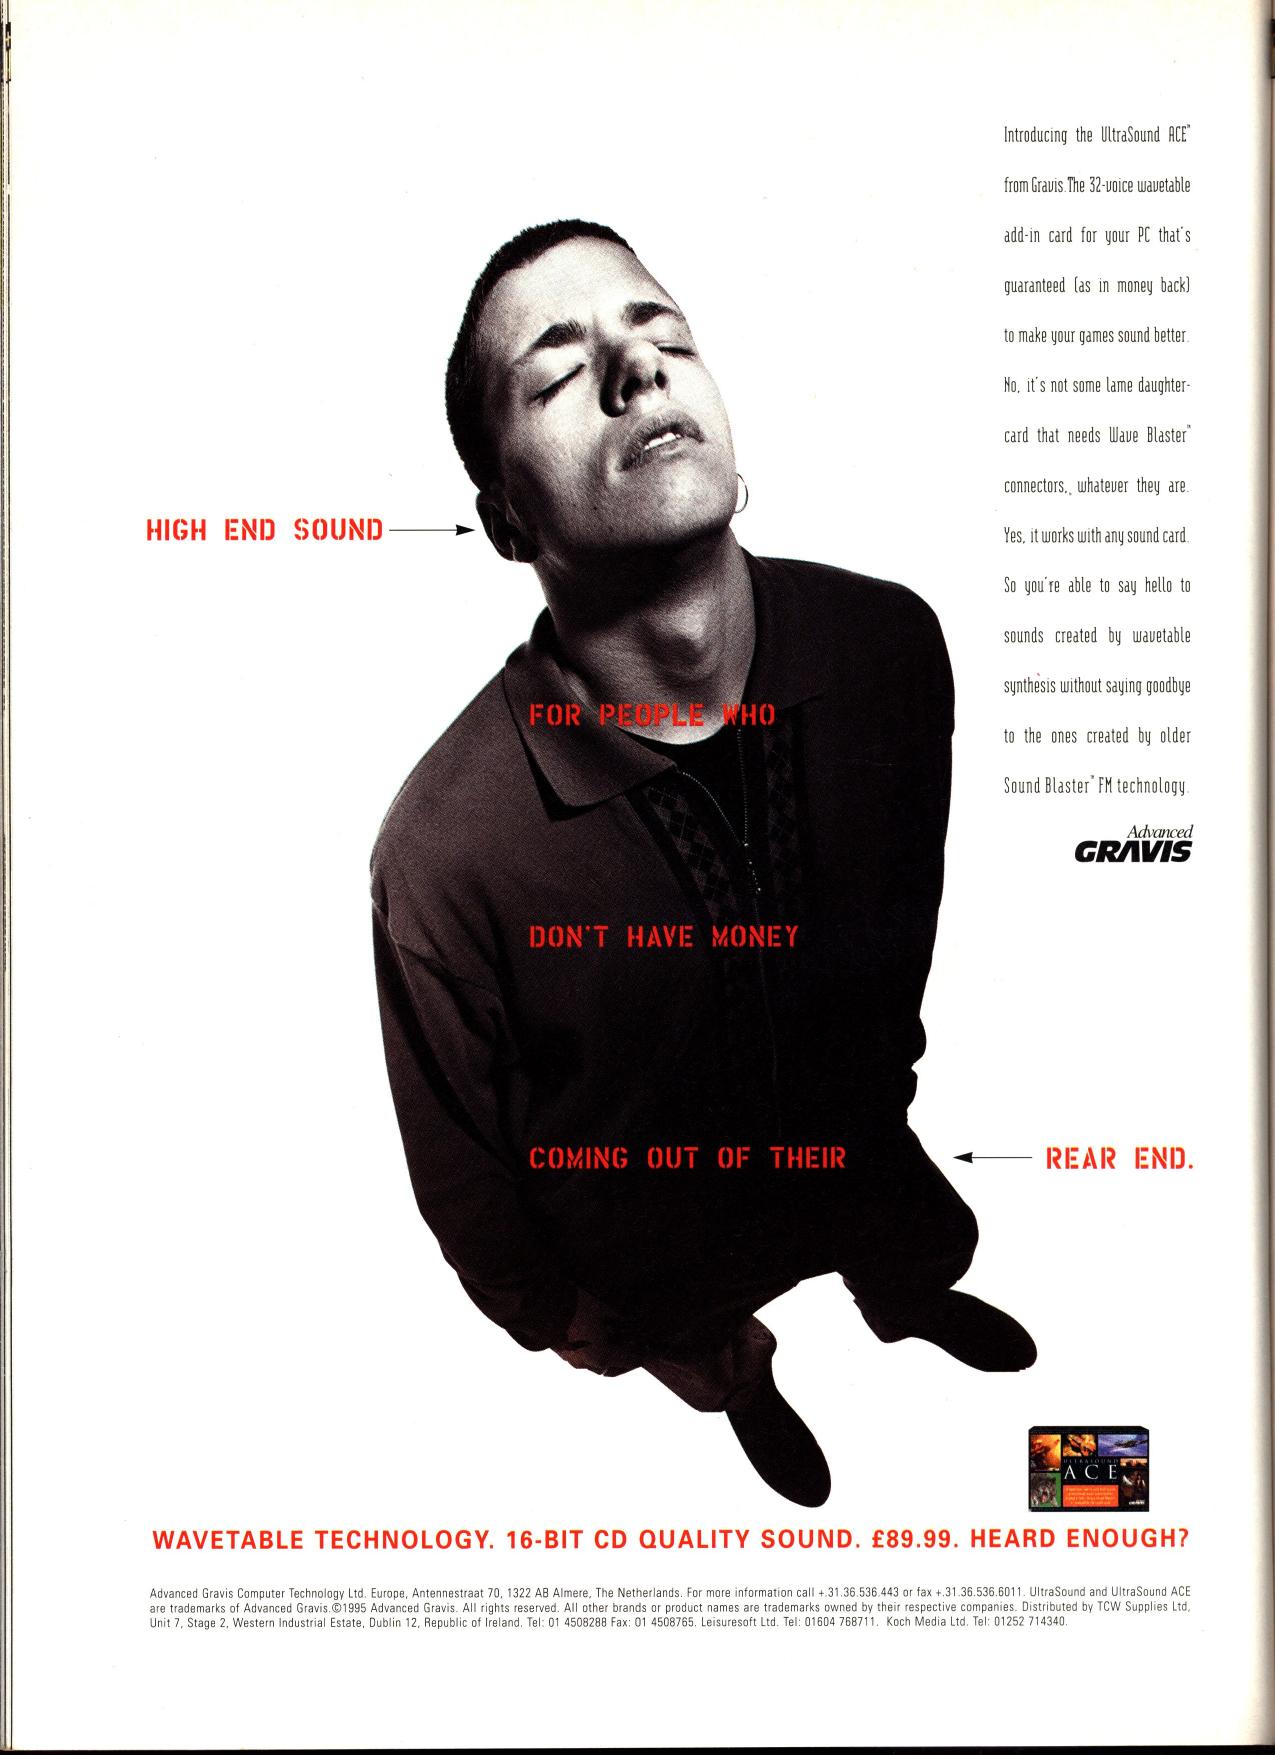 Introducing the UltraSound ACE™
from Gravis.The 32-voice wavetable
add-in card for your PC that's
guaranteed (as in money back)
to make your games sound better.
No, it's not some lame daughter-
card that needs Wave Blaster™
connectors, whatever they are.
Yes, it works with any sound card.
So you're able to say hello to
sounds created by wavetable
synthesis without saying goodbye
to the ones created by older
Sound Blaster™ FM technology.
Advanced
GRAVIS
HIGH END SOUND
FOR PEOPLE WHO
DON'T HAVE MONEY
COMING OUT OF THEIR
REAR END.
ULTRASOUND
ACE
WAVETABLE TECHNOLOGY. 16-BIT CD QUALITY SOUND. £89.99. HEARD ENOUGH?
Advanced Gravis Computer Technology Ltd. Europe, Antennestraat 70, 1322 AB Almere, The Netherlands. For more information call +.31.36.536.443 or fax +.31.36.536.6011. UltraSound and UltraSound ACE
are trademarks of Advanced Gravis.©1995 Advanced Gravis. All rights reserved. All other brands or product names are trademarks owned by their respective companies. Distributed by TCW Supplies Ltd,
Unit 7, Stage 2, Western Industrial Estate, Dublin 12, Republic of Ireland. Tel: 01 4508288 Fax: 01 4508765. Leisuresoft Ltd. Tel: 01604 768711. Koch Media Ltd. Tel: 01252 714340.